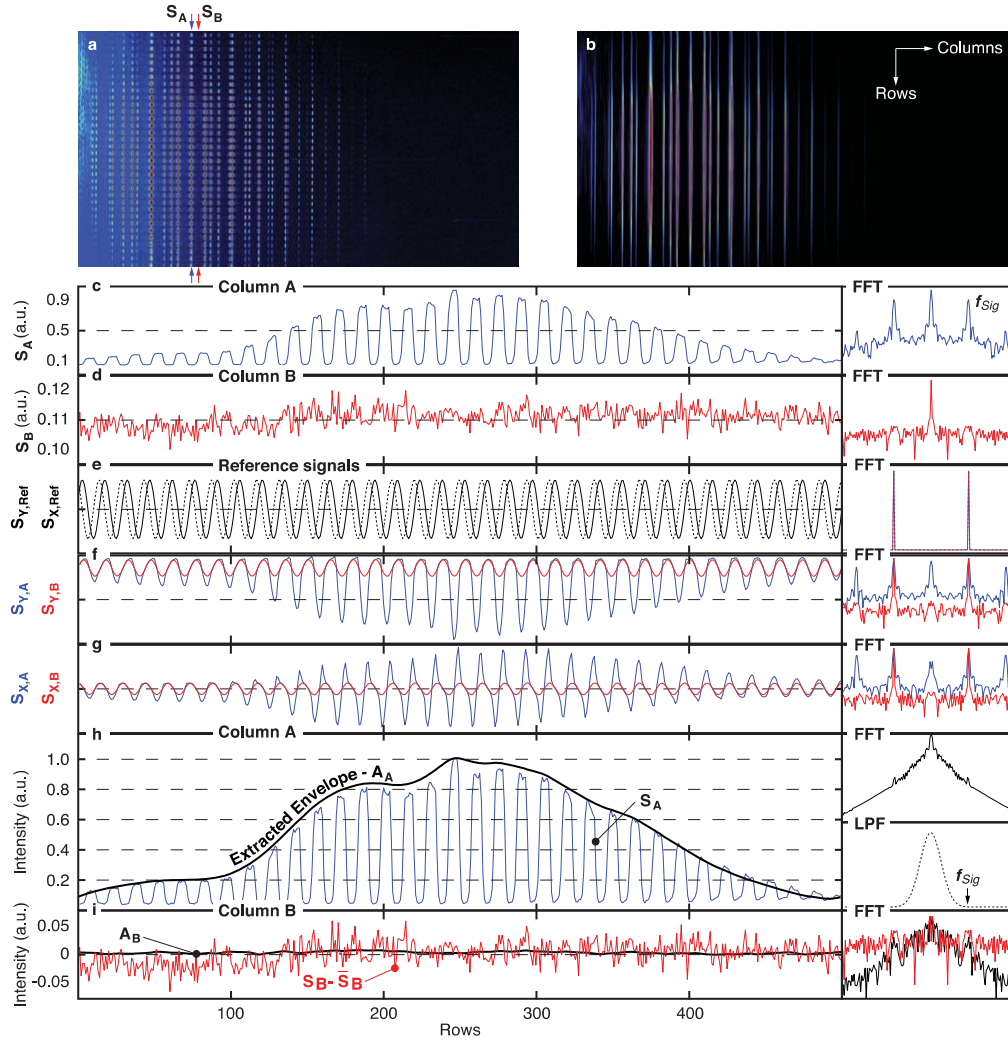 S_A S_B
a
b
Columns
Rows
c Column A FFT
S_A (a.u.)
0.9
0.5
0.1
f_Sig
d Column B FFT
S_B (a.u.)
0.12
0.11
0.10
e Reference signals FFT
S_Y,Ref
S_X,Ref
f FFT
S_Y,A
S_Y,B
g FFT
S_X,A
S_X,B
h Column A FFT
Intensity (a.u.)
1.0
0.8
0.6
0.4
0.2
Extracted Envelope - A_A
S_A
LPF
f_Sig
i Column B FFT
Intensity (a.u.)
0.05
0
-0.05
A_B
S_B - S̅_B
100 200 300 400
Rows